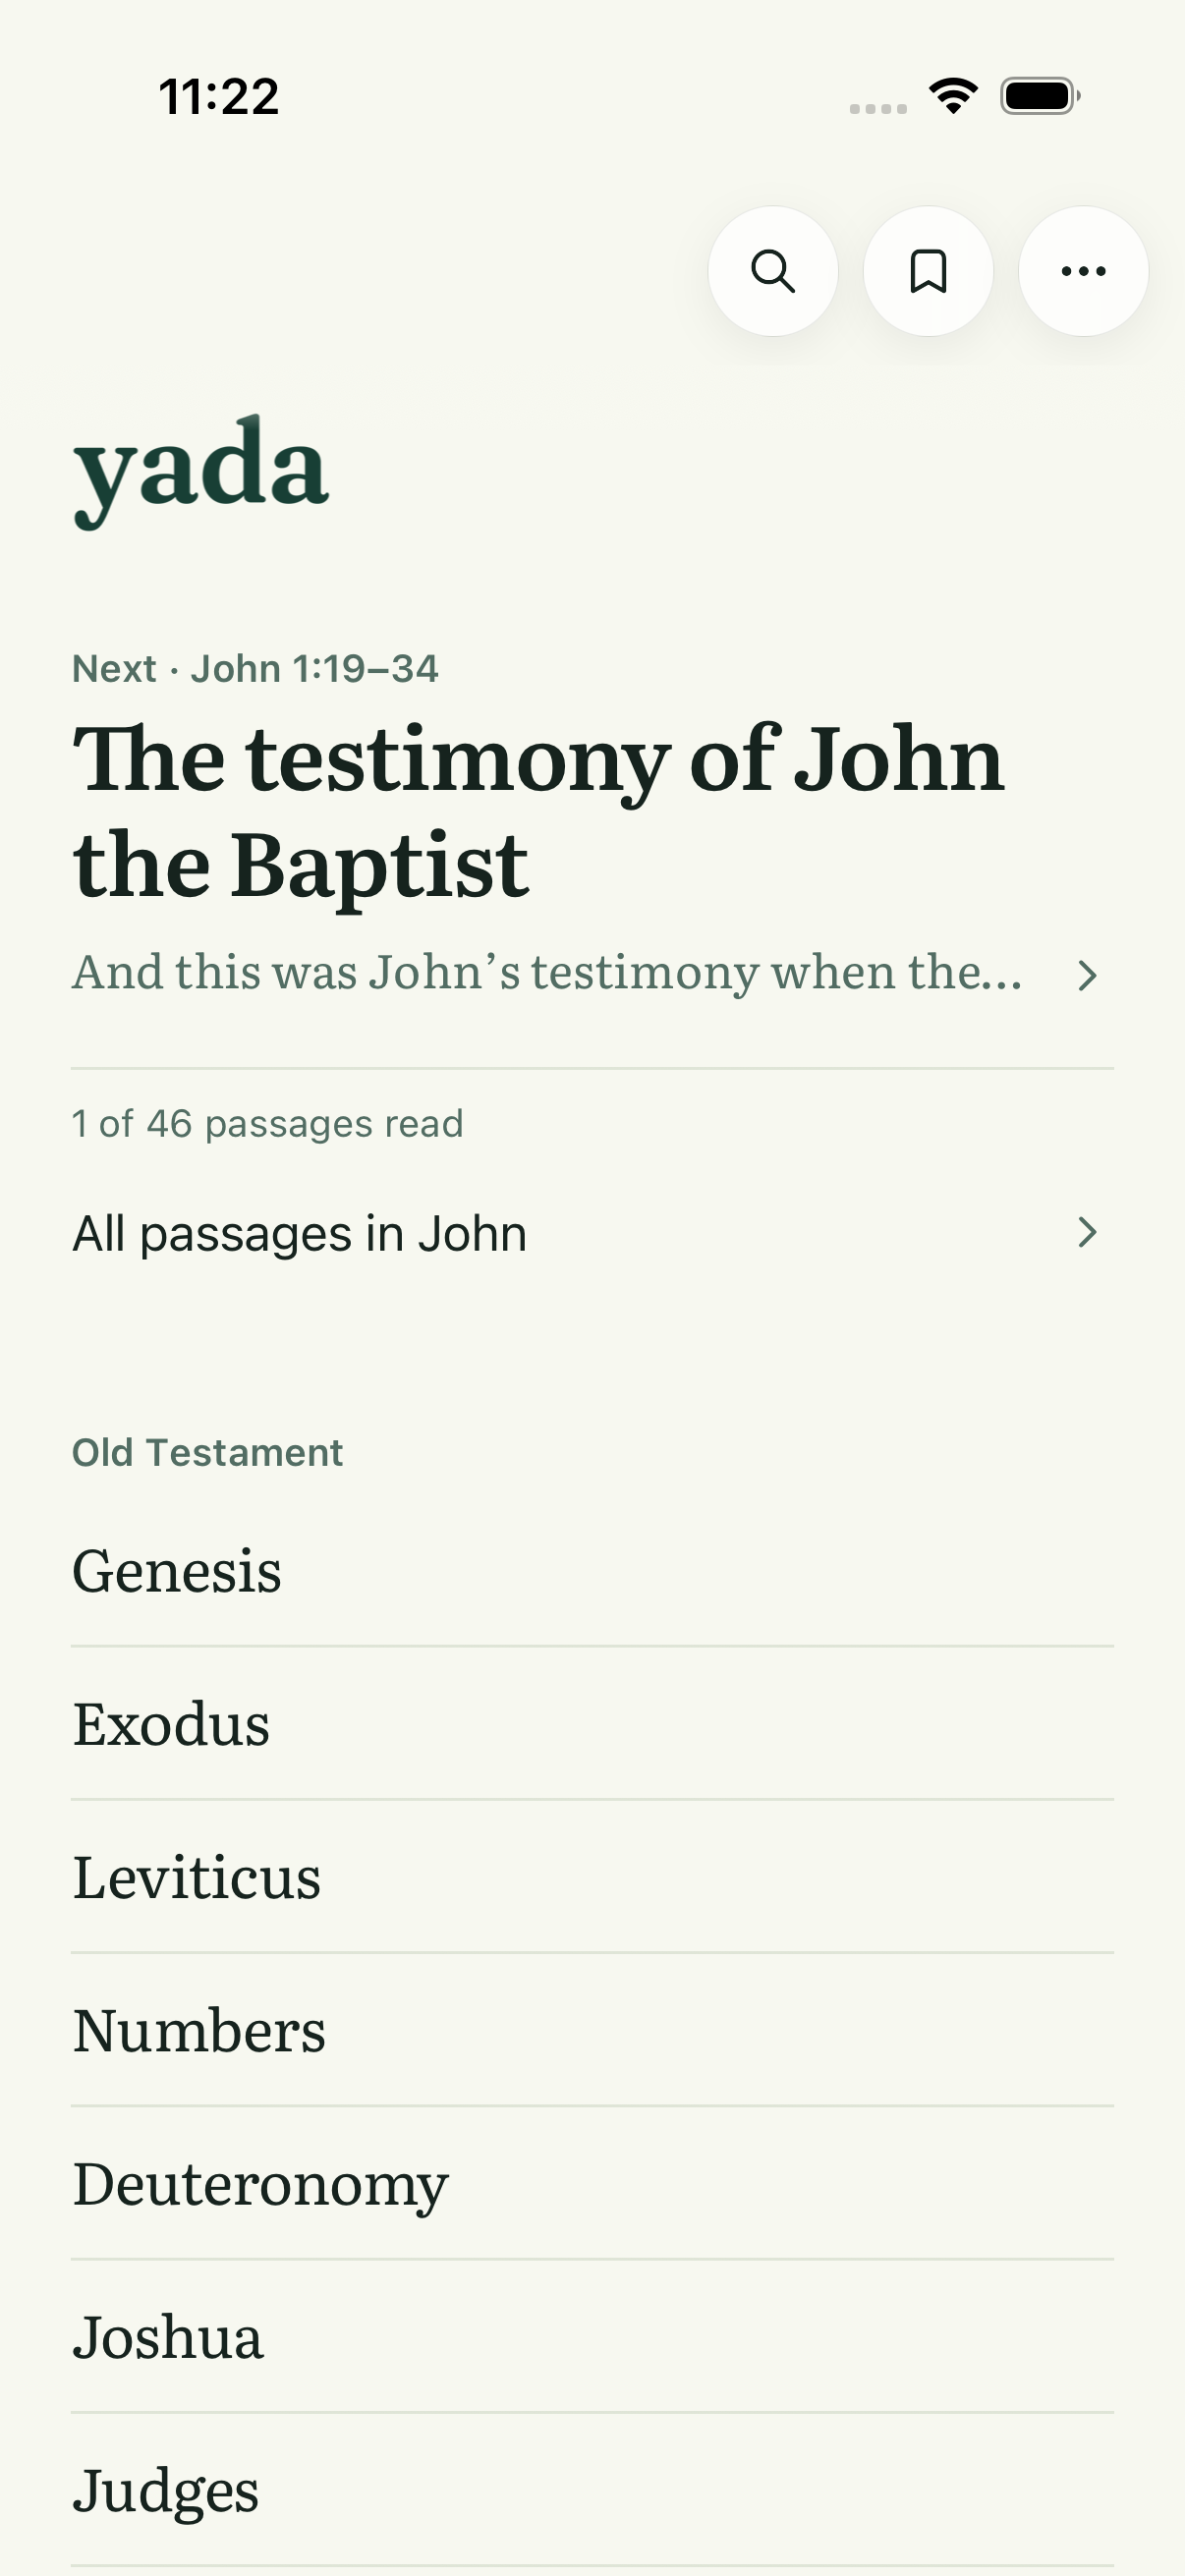 11:22
yada
Next · John 1:19–34
The testimony of John
the Baptist
And this was John’s testimony when the...
1 of 46 passages read
All passages in John
Old Testament
Genesis
Exodus
Leviticus
Numbers
Deuteronomy
Joshua
Judges